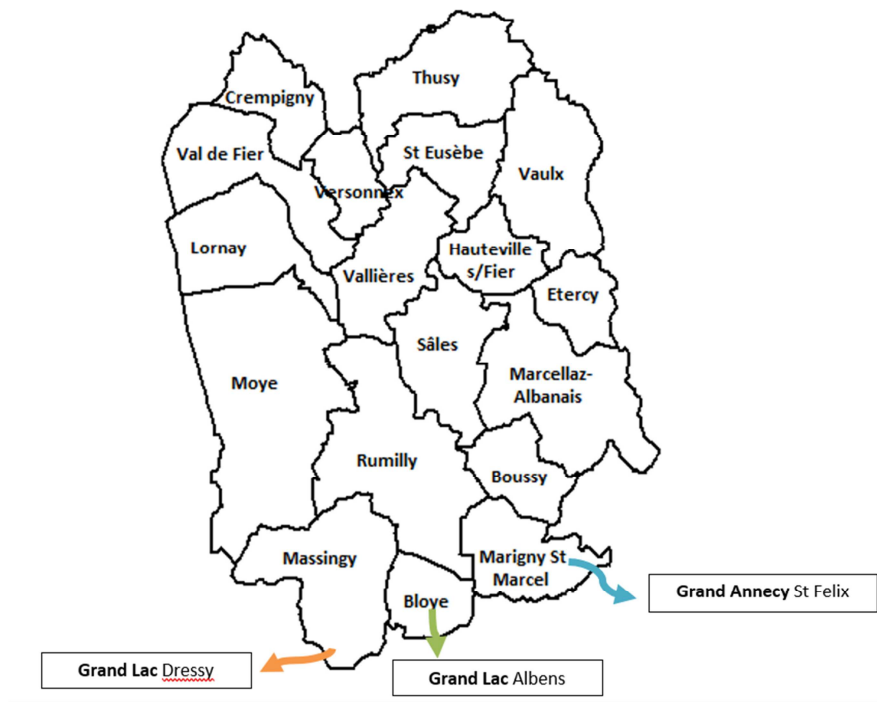 Thusy
Crempigny
Val de Fier
St Eusèbe
Vaulx
Versonnex
Lornay
Hauteville
s/Fier
Vallières
Etercy
Sâles
Moye
Marcellaz-
Albanais
Rumilly
Boussy
Massingy
Marigny St
Marcel
Bloye
Grand Annecy St Felix
Grand Lac Dressy
Grand Lac Albens